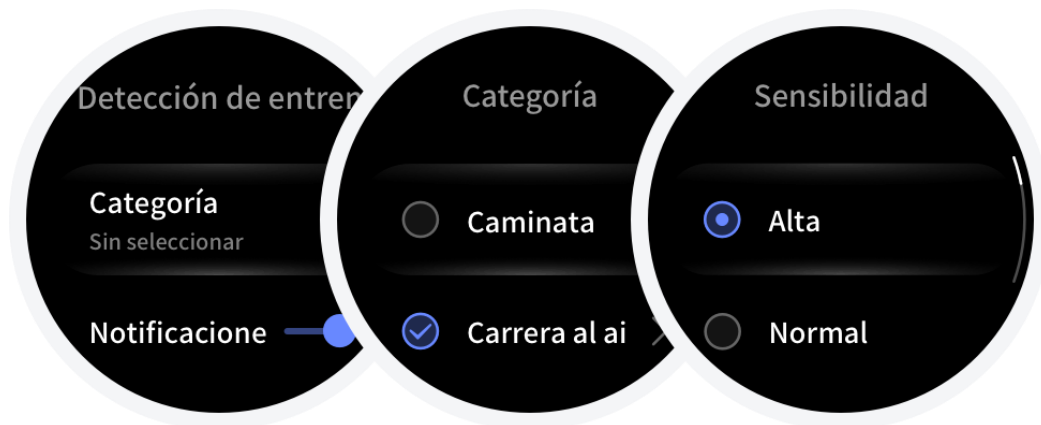 Detección de entren
Categoría
Sin seleccionar
Notificacione
Categoría
Caminata
Carrera al ai
Sensibilidad
Alta
Normal